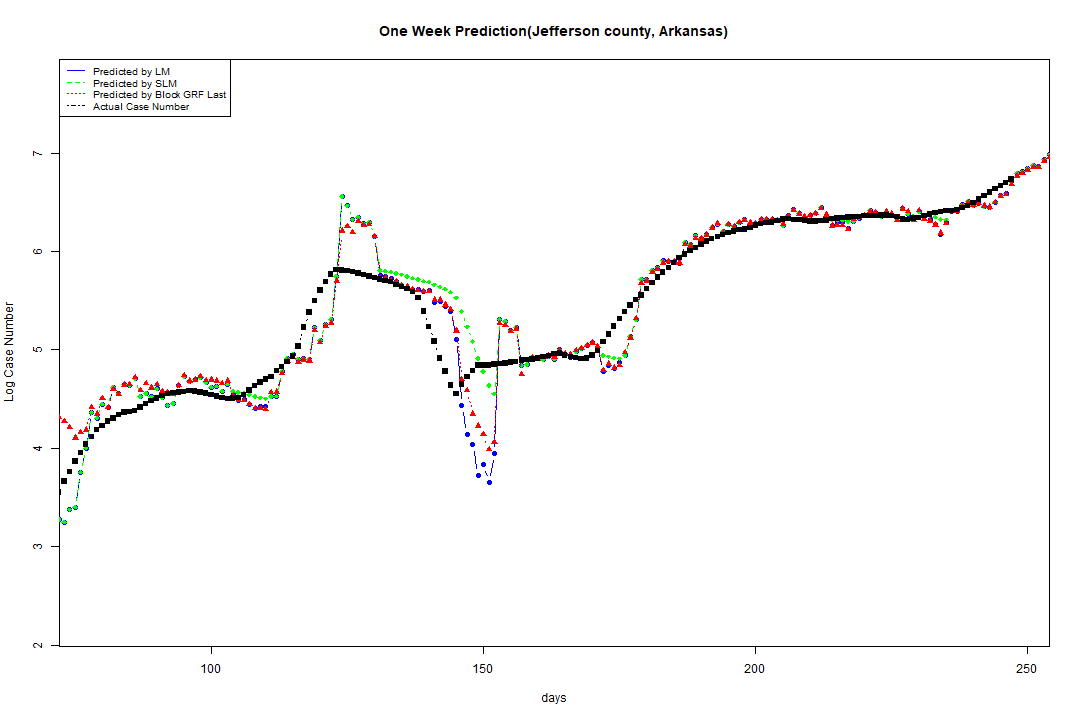 One Week Prediction(Jefferson county, Arkansas)
Predicted by LM
Predicted by SLM
Predicted by Block GRF Last
Actual Case Number
Log Case Number
7
6
5
4
3
2
100 150 200 250
days